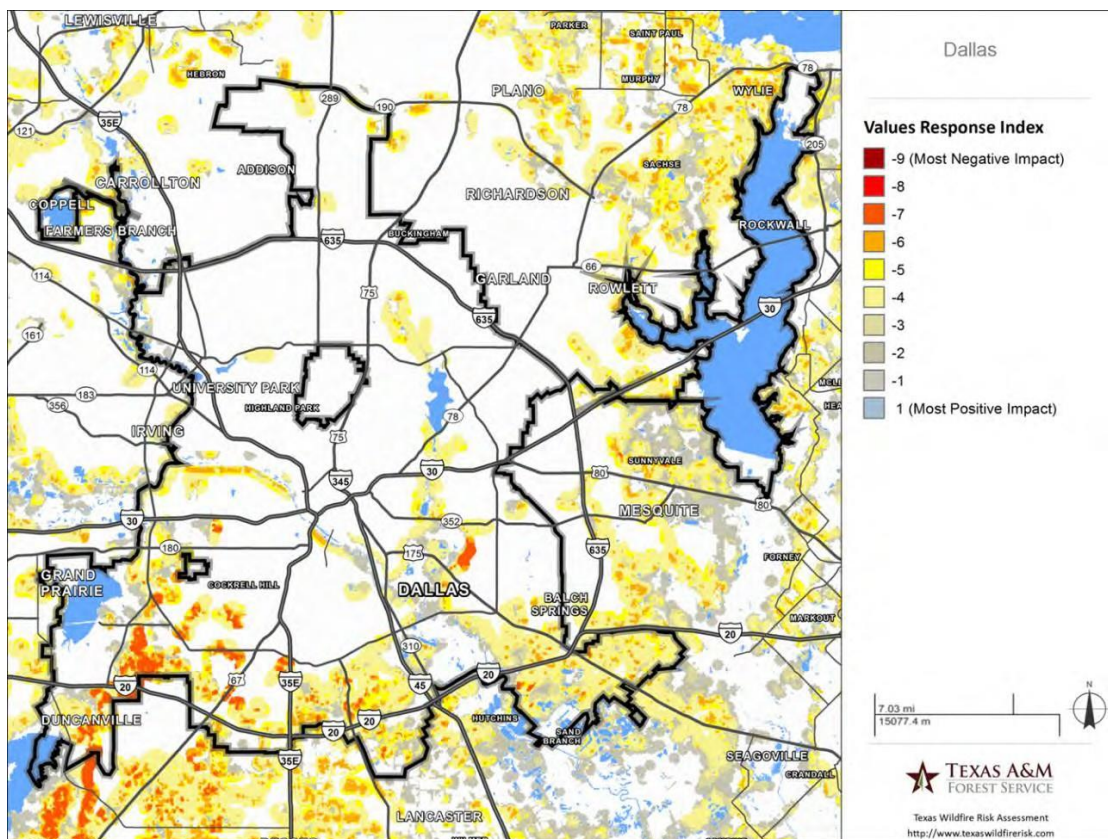 LEWISVILLE
HEBRON
PARKER
SAINT PAUL
MURPHY
78
WYLIE
PLANO
289
190
78
35E
121
205
SACHSE
ADDISON
CARROLLTON
RICHARDSON
COPPELL
FARMERS BRANCH
BUCKINGHAM
ROCKWALL
635
GARLAND
66
114
75
ROWLETT
30
635
161
114
UNIVERSITY PARK
183
HIGHLAND PARK
356
78
IRVING
75
30
SUNNYVALE
345
80
80
MESQUITE
30
352
180
175
635
FORNEY
GRAND
PRAIRIE
COCKRELL HILL
DALLAS
BALCH
SPRINGS
MARKOUT
20
310
20
67
35E
45
20
DUNCANVILLE
20
20
HUTCHINS
SAND
BRANCH
SEAGOVILLE
35E
CRANDALL
LANCASTER
Dallas
Values Response Index
-9 (Most Negative Impact)
-8
-7
-6
-5
-4
-3
-2
-1
1 (Most Positive Impact)
N
7.03 mi
15077.4 m
TEXAS A&M
FOREST SERVICE
Texas Wildfire Risk Assessment
http://www.texaswildfirerisk.com